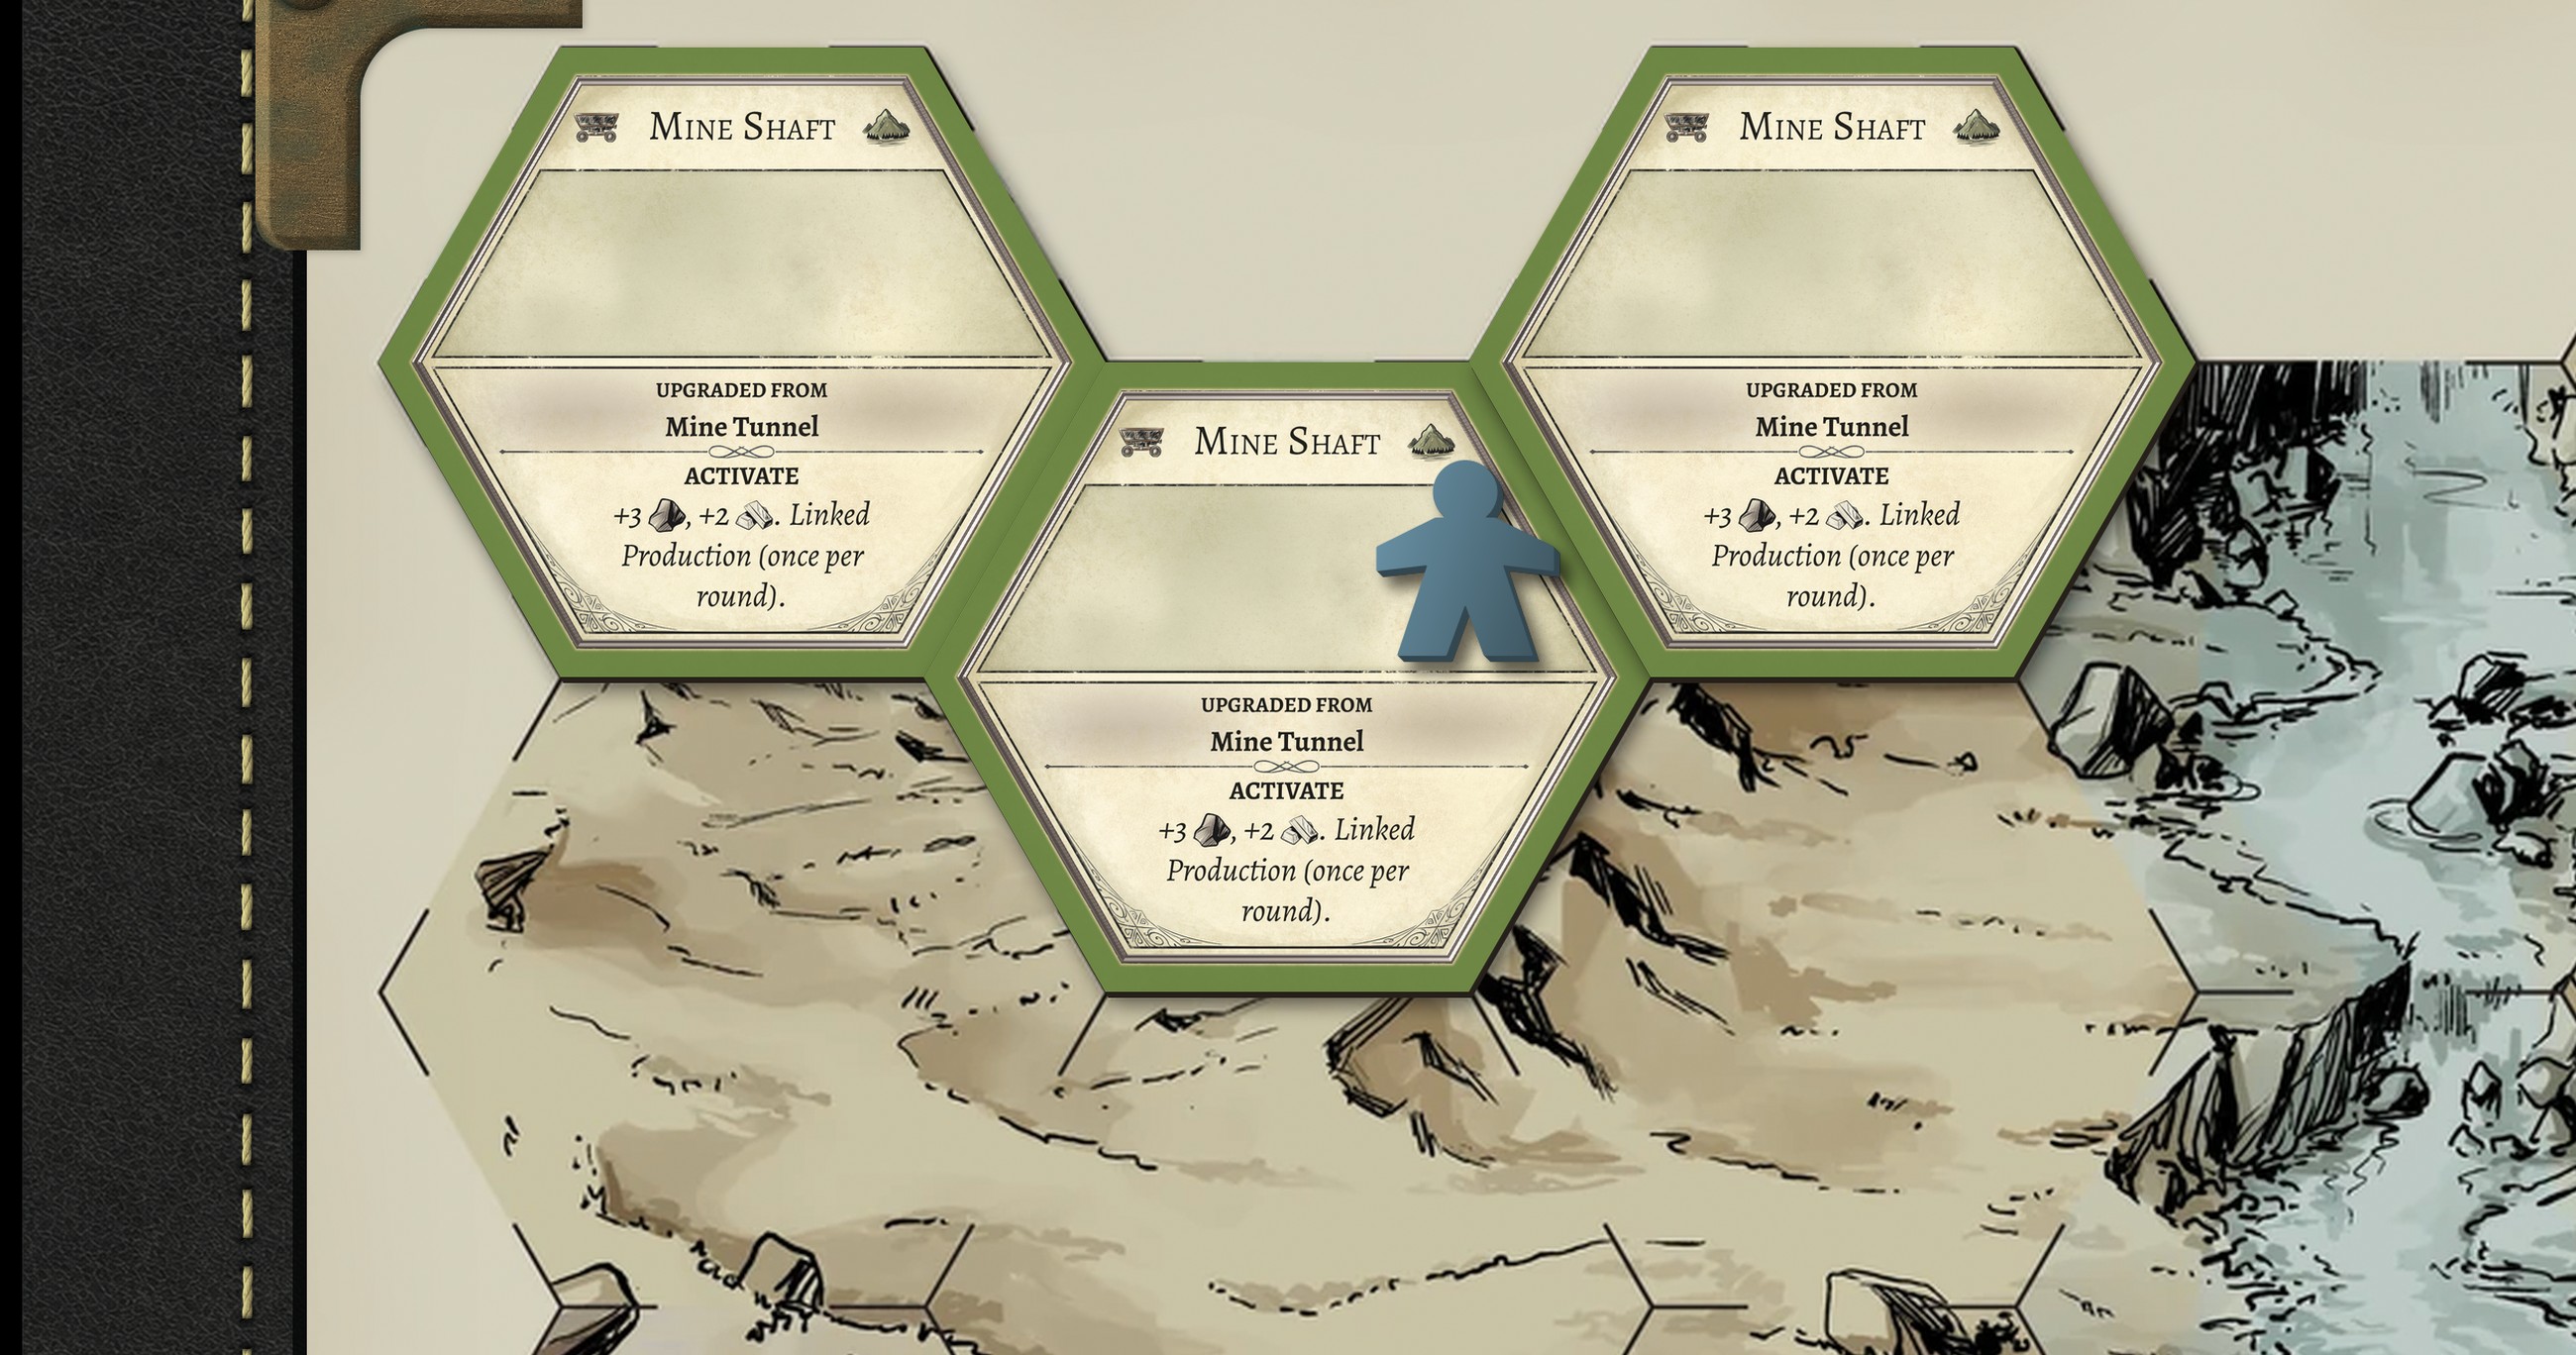 Mine Shaft
UPGRADED FROM
Mine Tunnel
ACTIVATE
+3 , +2 . Linked
Production (once per
round).
Mine Shaft
UPGRADED FROM
Mine Tunnel
ACTIVATE
+3 , +2 . Linked
Production (once per
round).
Mine Shaft
UPGRADED FROM
Mine Tunnel
ACTIVATE
+3 , +2 . Linked
Production (once per
round).